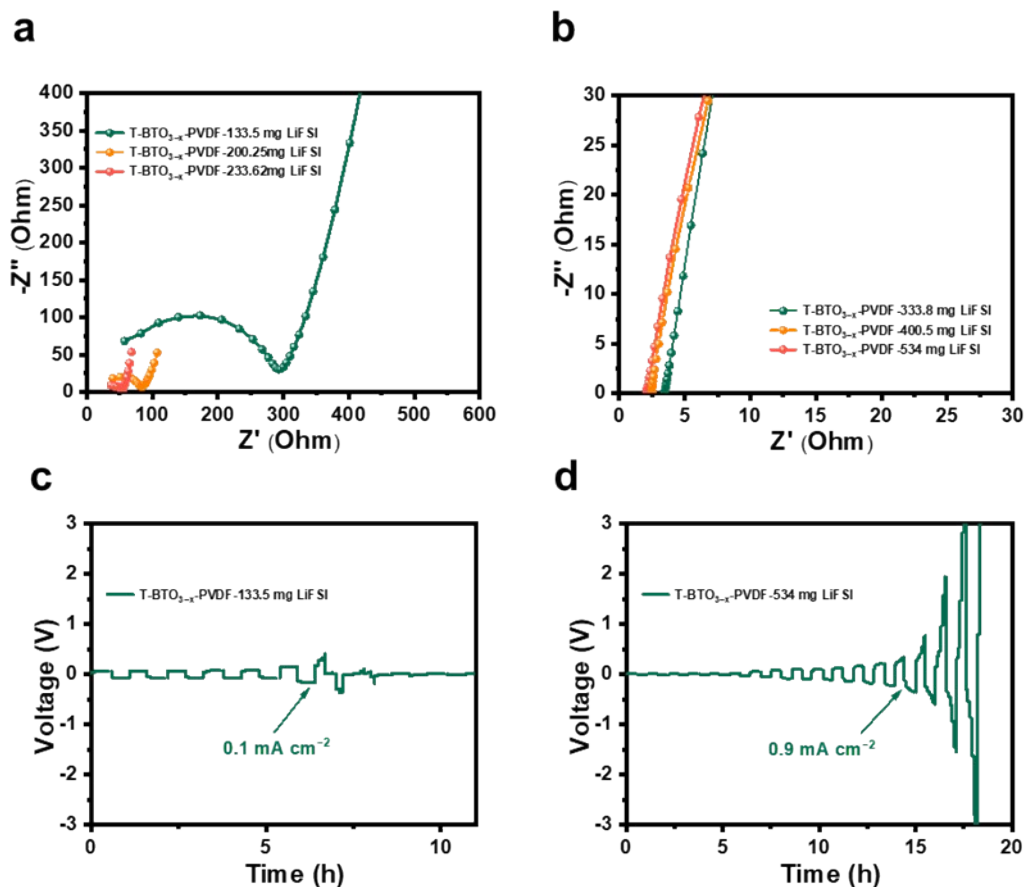 a
400
350
300
250
200
150
100
50
0
-Z" (Ohm)
T-BTO₃₋ₓ-PVDF-133.5 mg LiFSI
T-BTO₃₋ₓ-PVDF-200.25mg LiFSI
T-BTO₃₋ₓ-PVDF-233.62mg LiFSI
0 100 200 300 400 500 600
Z' (Ohm)
b
30
25
20
15
10
5
0
-Z" (Ohm)
T-BTO₃₋ₓ-PVDF-333.8 mg LiFSI
T-BTO₃₋ₓ-PVDF-400.5 mg LiFSI
T-BTO₃₋ₓ-PVDF-534 mg LiFSI
0 5 10 15 20 25 30
Z' (Ohm)
c
3
2
1
0
-1
-2
-3
Voltage (V)
T-BTO₃₋ₓ-PVDF-133.5 mg LiFSI
0.1 mA cm⁻²
0 5 10
Time (h)
d
3
2
1
0
-1
-2
-3
Voltage (V)
T-BTO₃₋ₓ-PVDF-534 mg LiFSI
0.9 mA cm⁻²
0 5 10 15 20
Time (h)